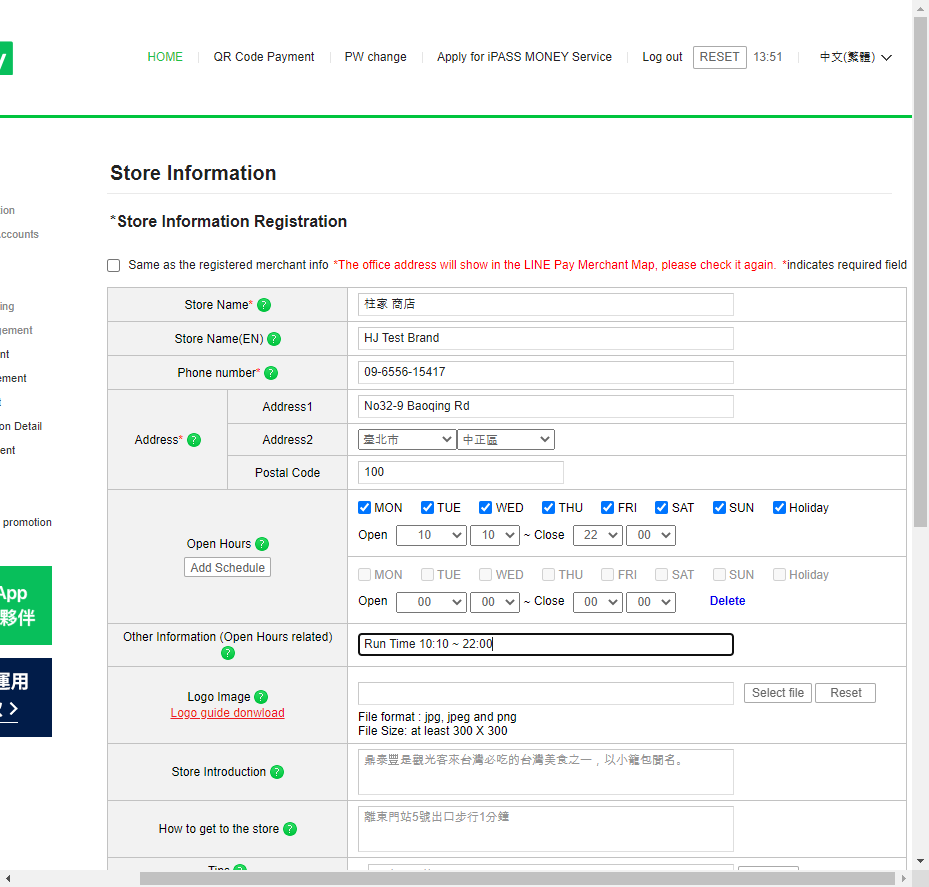 HOME
QR Code Payment
PW change
Apply for iPASS MONEY Service
Log out
RESET
13:51
中文(繁體)
Store Information
*Store Information Registration
Same as the registered merchant info *The office address will show in the LINE Pay Merchant Map, please check it again. *indicates required field
Store Name* ?
柱家 商店
Store Name(EN) ?
HJ Test Brand
Phone number* ?
09-6556-15417
Address* ?
Address1
No32-9 Baoqing Rd
Address2
臺北市
中正區
Postal Code
100
Open Hours ?
Add Schedule
MON TUE WED THU FRI SAT SUN Holiday
Open 10 10 ~ Close 22 00
MON TUE WED THU FRI SAT SUN Holiday
Open 00 00 ~ Close 00 00 Delete
Other Information (Open Hours related) ?
Run Time 10:10 ~ 22:00
Logo Image ?
Logo guide donwload
Select file
Reset
File format : jpg, jpeg and png
File Size: at least 300 X 300
Store Introduction ?
鼎泰豐是觀光客來台灣必吃的台灣美食之一，以小籠包聞名。
How to get to the store ?
離東門站5號出口步行1分鐘
Tips ?
ccounts
gement
ement
on Detail
promotion
App
夥伴
運用